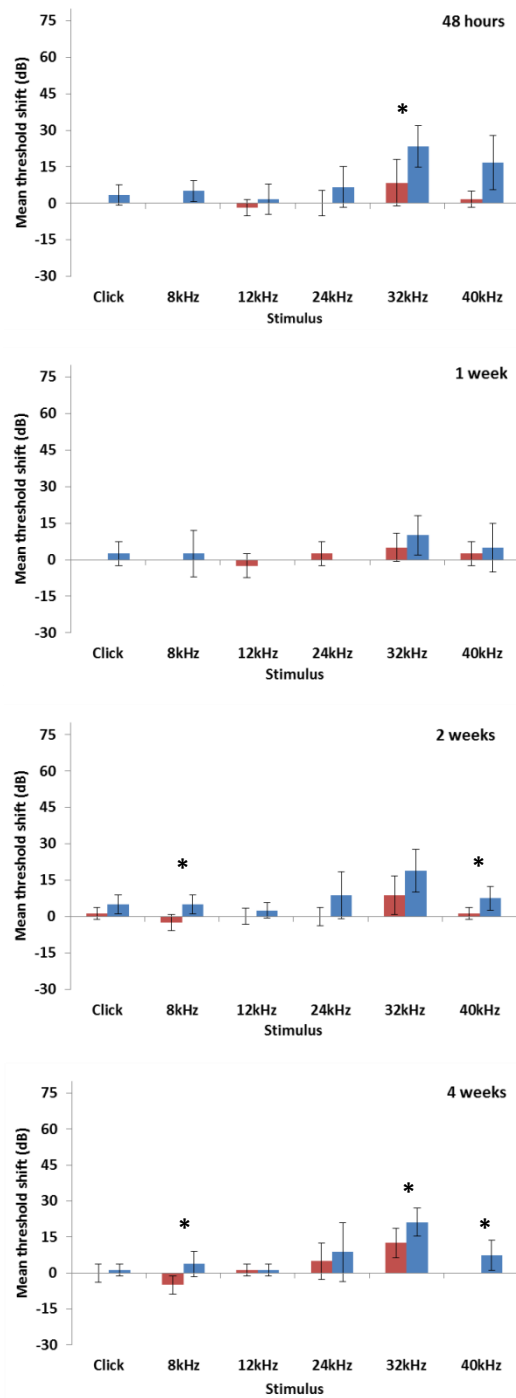 48 hours
Mean threshold shift (dB)
75
60
45
30
15
0
-15
-30
*
Click 8kHz 12kHz 24kHz 32kHz 40kHz
Stimulus
1 week
Mean threshold shift (dB)
75
60
45
30
15
0
-15
-30
Click 8kHz 12kHz 24kHz 32kHz 40kHz
Stimulus
2 weeks
Mean threshold shift (dB)
75
60
45
30
15
0
-15
-30
* *
Click 8kHz 12kHz 24kHz 32kHz 40kHz
Stimulus
4 weeks
Mean threshold shift (dB)
75
60
45
30
15
0
-15
-30
* * *
Click 8kHz 12kHz 24kHz 32kHz 40kHz
Stimulus